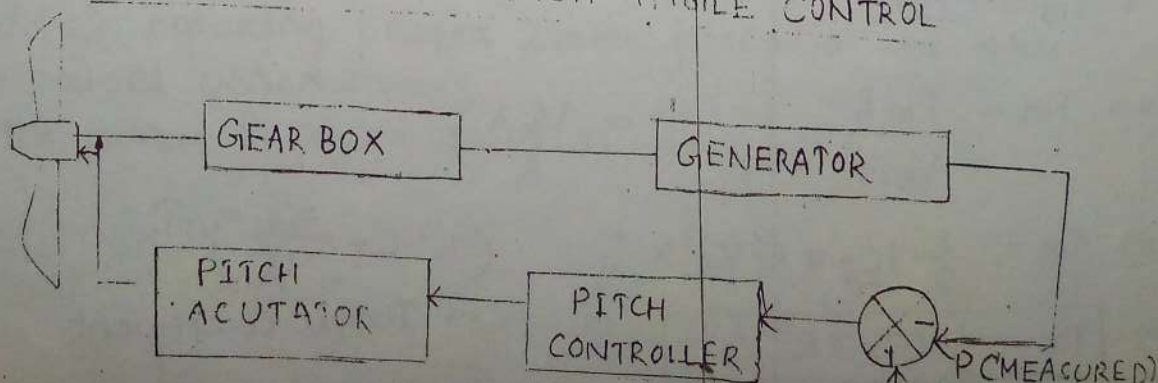 CONTROL
GEAR BOX
GENERATOR
PITCH
ACUTATOR
PITCH
CONTROLLER
P(MEASURED)